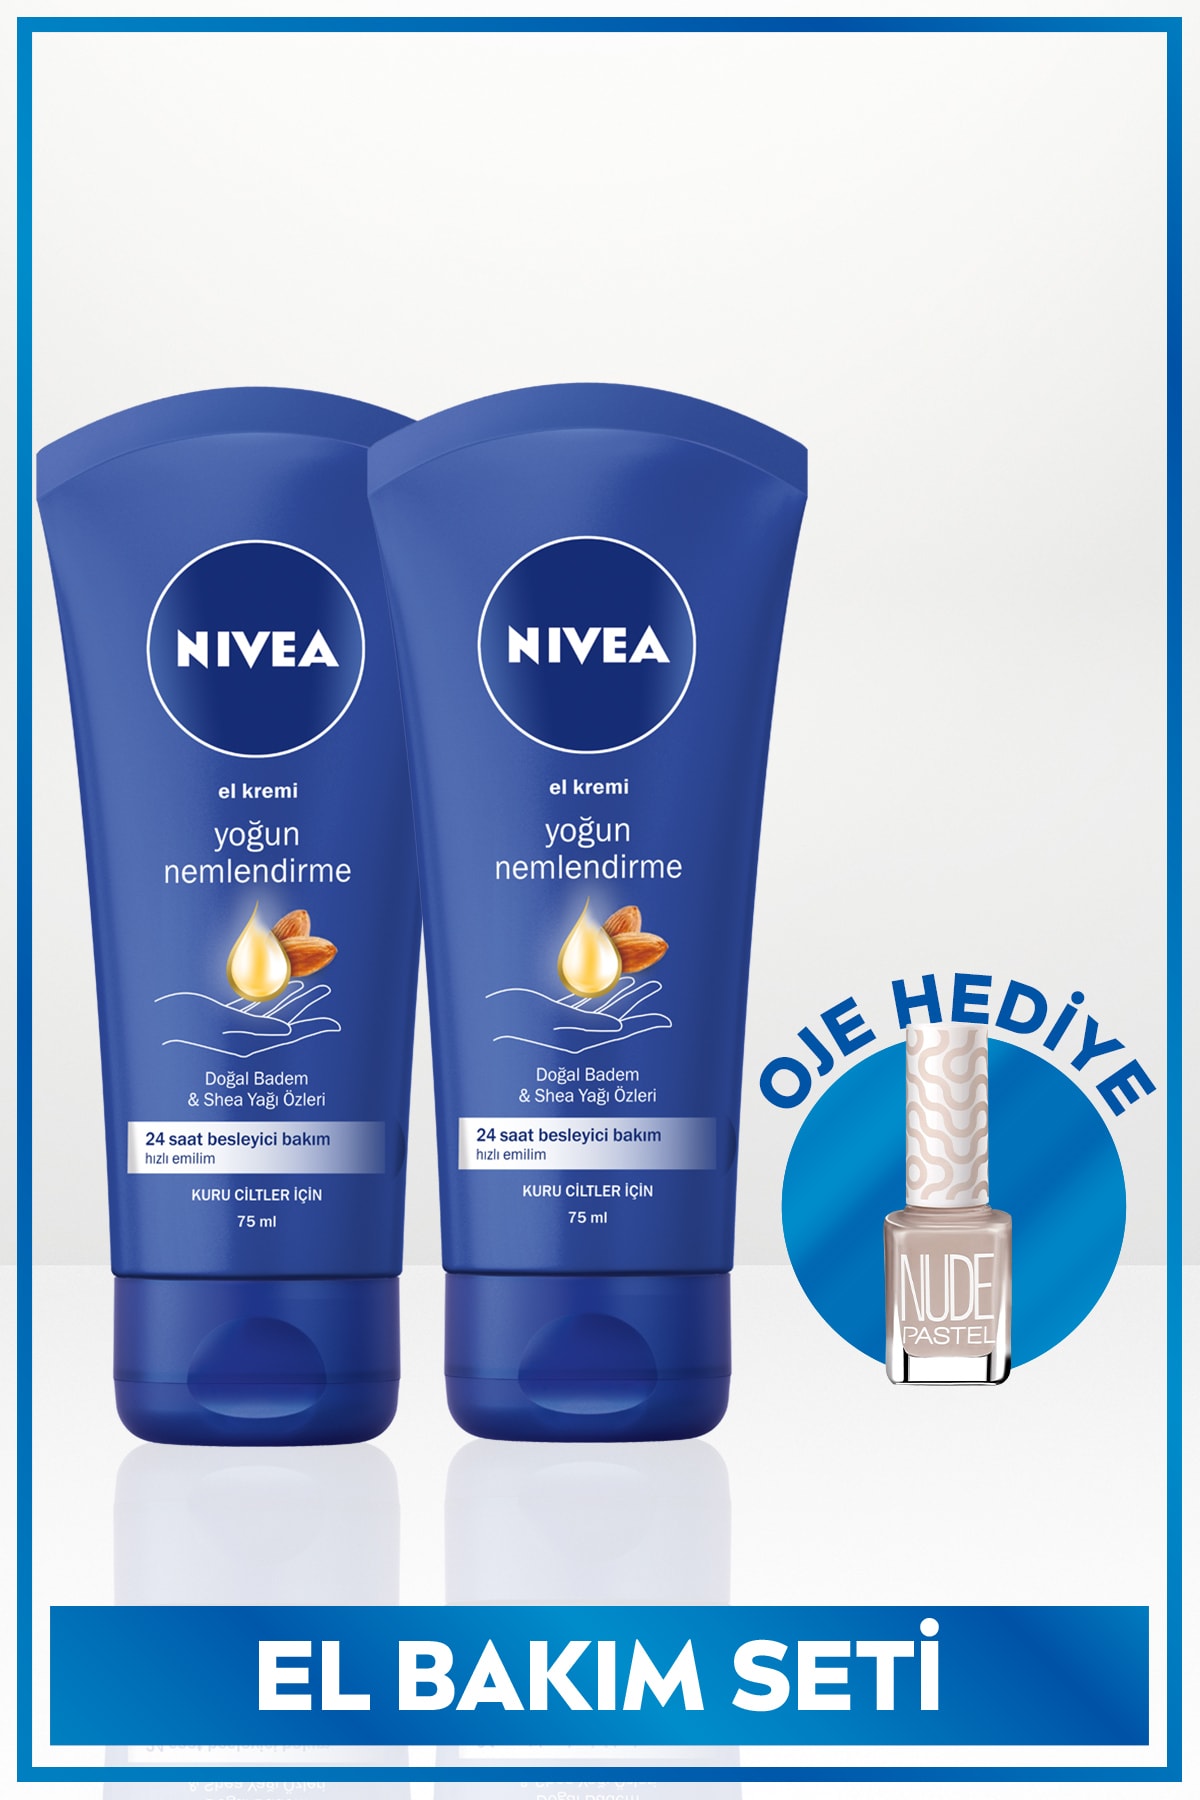 NIVEA
el kremi
yoğun
nemlendirme
Doğal Badem
& Shea Yağı Özleri
24 saat besleyici bakım
hızlı emilim
KURU CİLTLER İÇİN
75 ml
NIVEA
el kremi
yoğun
nemlendirme
Doğal Badem
& Shea Yağı Özleri
24 saat besleyici bakım
hızlı emilim
KURU CİLTLER İÇİN
75 ml
OJE HEDİYE
NUDE
PASTEL
EL BAKIM SETİ